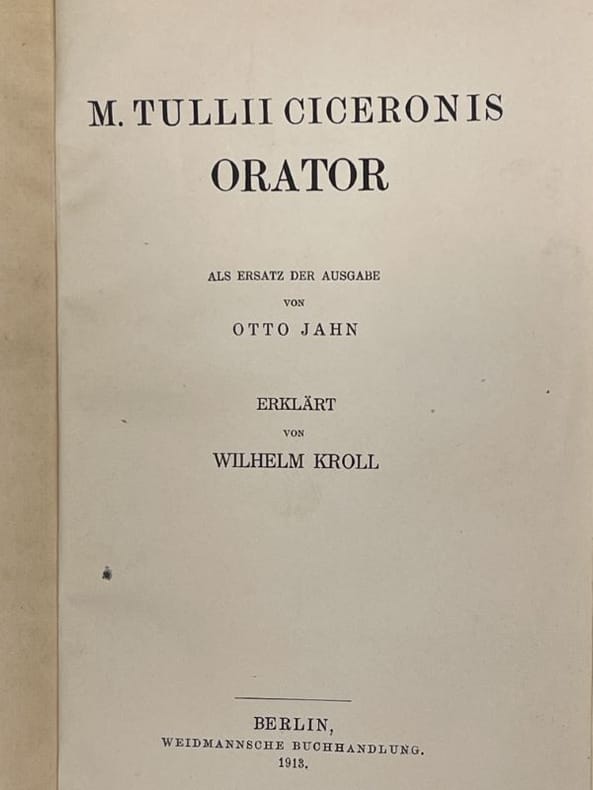 M. TULLII CICERONIS
ORATOR
ALS ERSATZ DER AUSGABE
VON
OTTO JAHN
ERKLÄRT
VON
WILHELM KROLL
BERLIN,
WEIDMANNSCHE BUCHHANDLUNG.
1913.